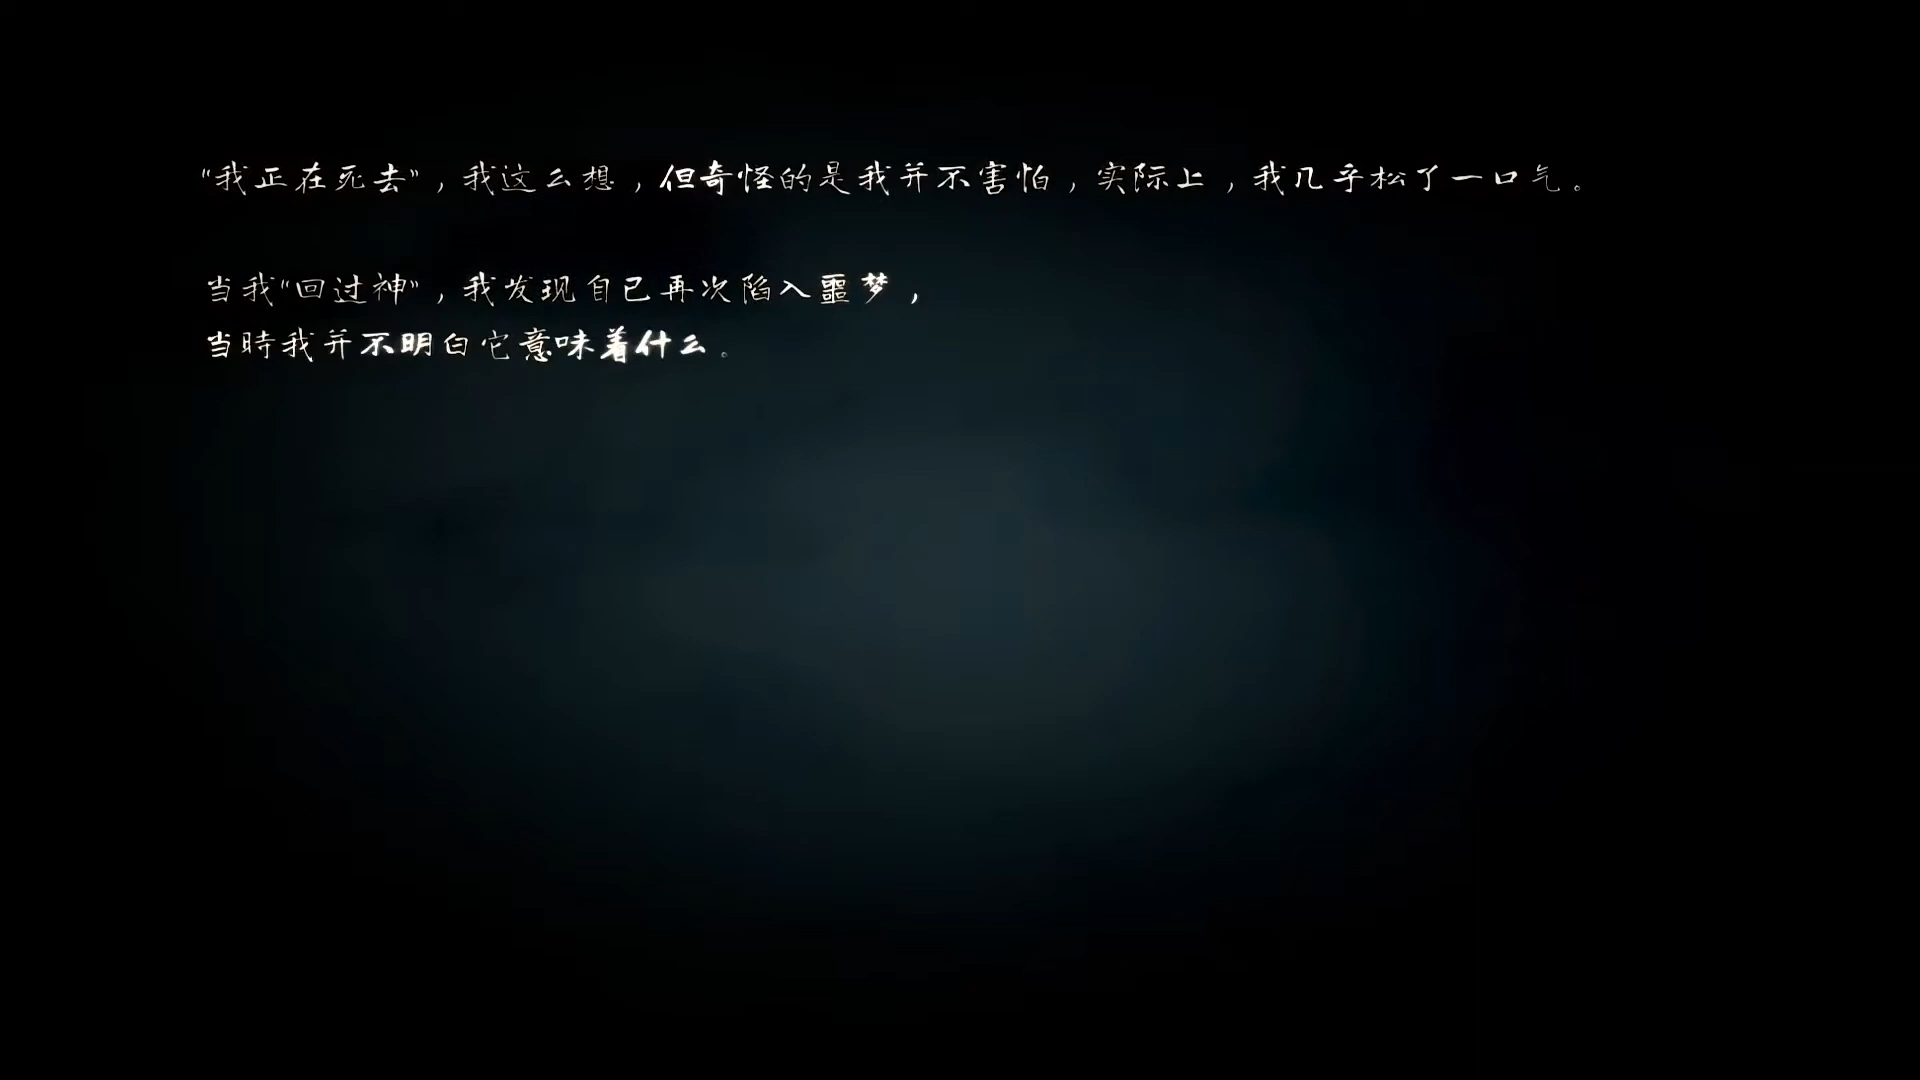 "我正在死去"，我这么想，但奇怪的是我并不害怕，实际上，我几乎松了一口气。
当我"回过神"，我发现自己再次陷入噩梦，
当時我并不明白它意味着什么。